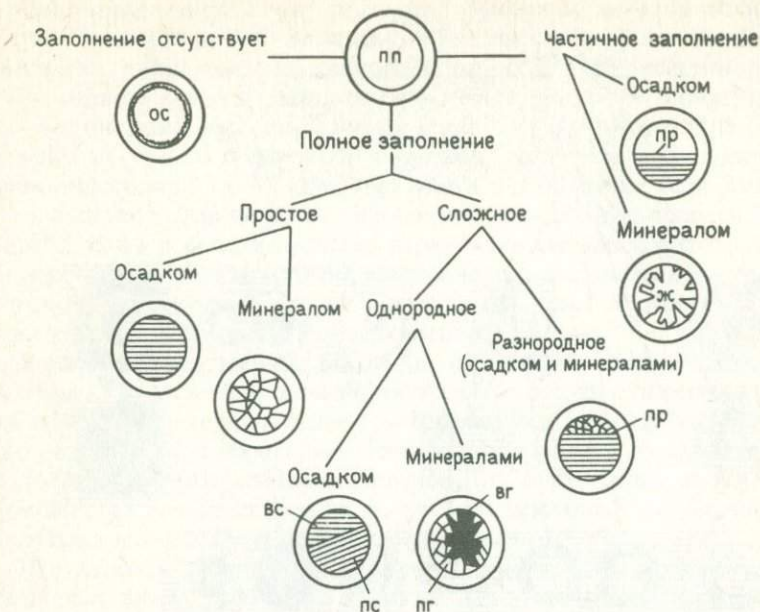 Заполнение отсутствует
пп
Частичное заполнение
ос
Осадком
пр
Полное заполнение
Простое
Сложное
Минералом
ж
Осадком
Минералом
Однородное
Разнородное
(осадком и минералами)
пр
Осадком
Минералами
вс
вг
пс
пг